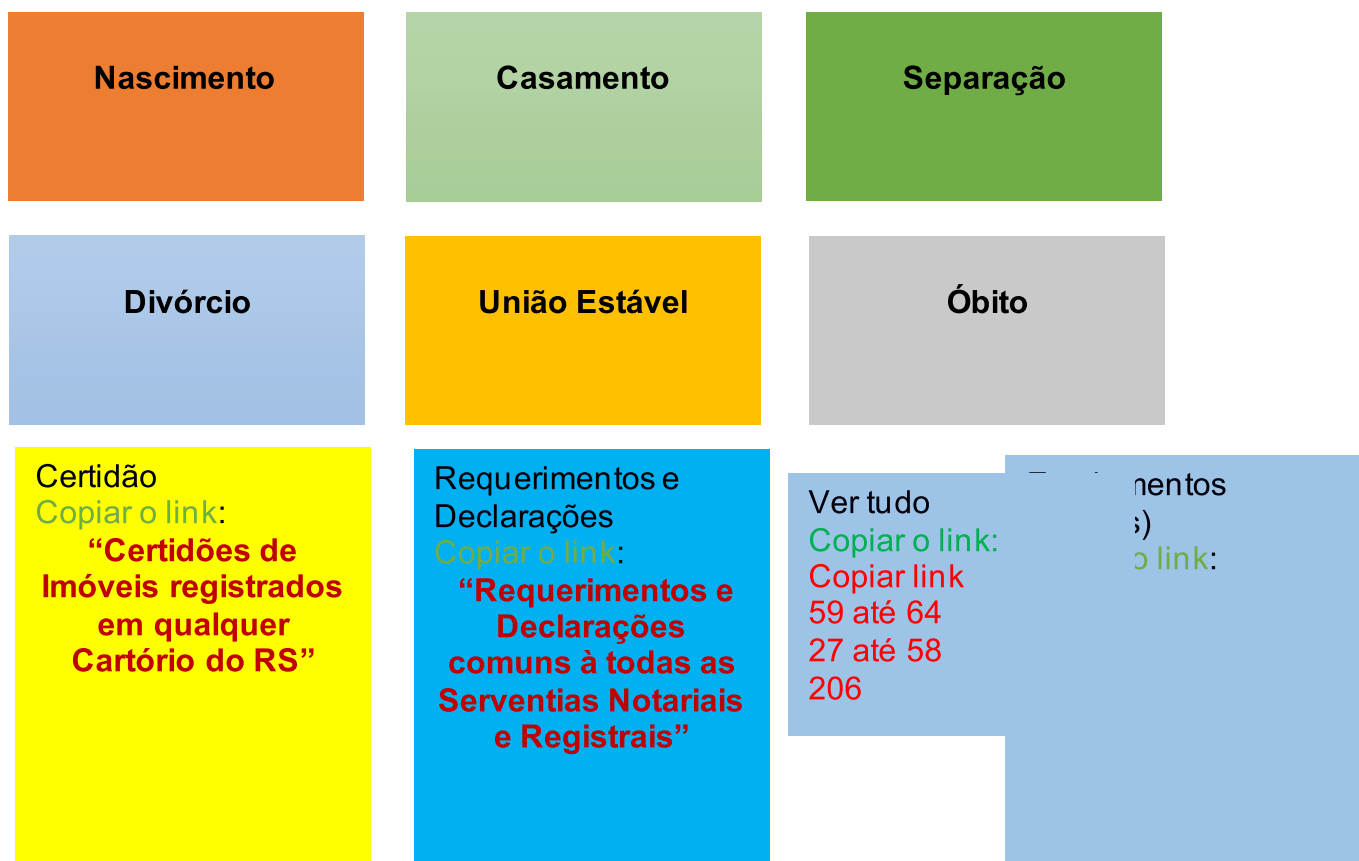 Nascimento
Casamento
Separação
Divórcio
União Estável
Óbito
Certidão
Copiar o link:
“Certidões de
Imóveis registrados
em qualquer
Cartório do RS”
Requerimentos e
Declarações
Copiar o link:
“Requerimentos e
Declarações
comuns à todas as
Serventias Notariais
e Registrais”
Ver tudo
Copiar o link:
Copiar link
59 até 64
27 até 58
206
o link: